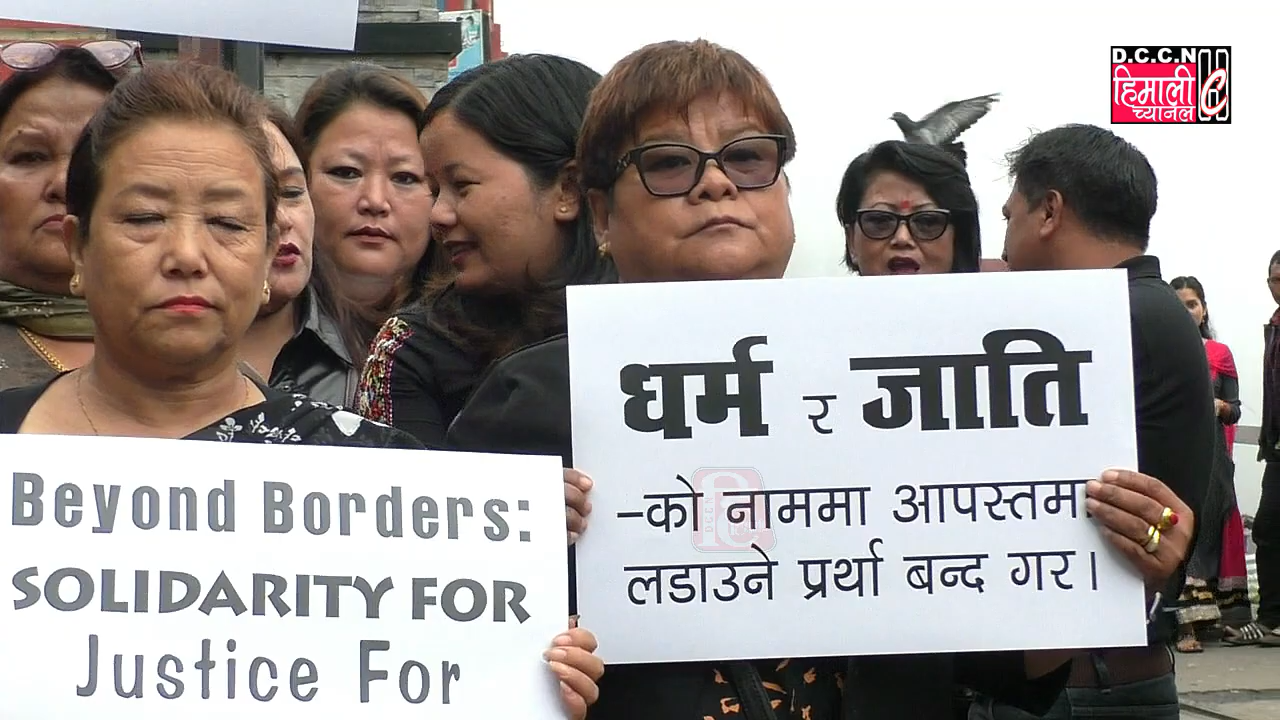 D.C.C.N
हिमाली
च्यानल
धर्म र जाति
–को नाममा आपस्तमा
लडाउने प्रर्था बन्द गर।
Beyond Borders:
SOLIDARITY FOR
Justice For